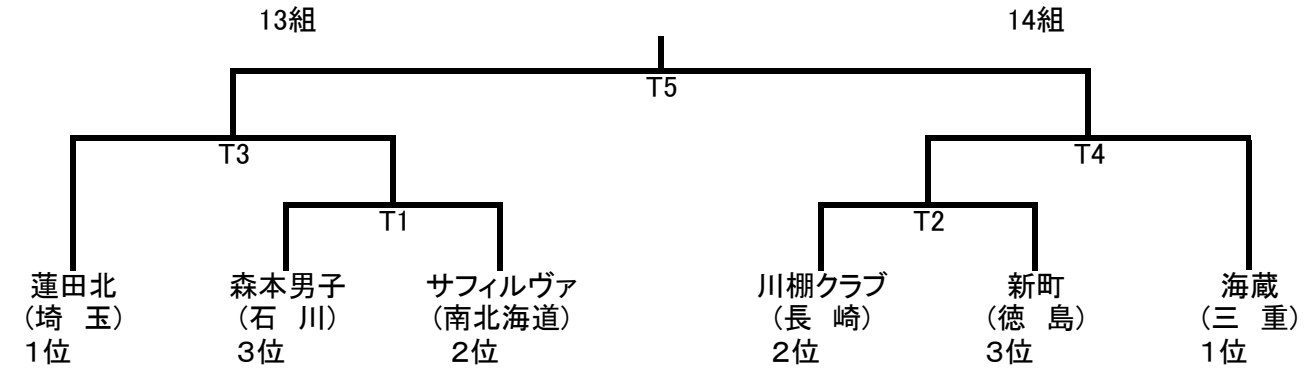 13組 14組
T5
T3 T4
T1 T2
蓮田北 森本男子 サフィルヴァ 川棚クラブ 新町 海蔵
(埼　玉) (石　川) (南北海道) (長　崎) (徳　島) (三　重)
１位 ３位 ２位 ２位 ３位 １位